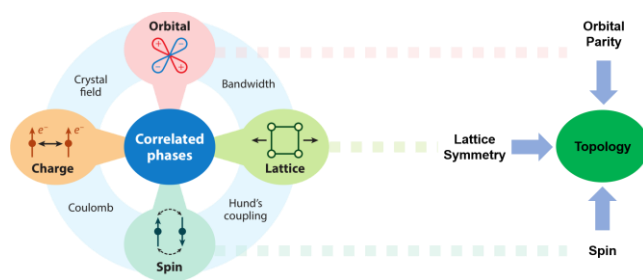 Orbital
Orbital
Parity
Crystal
field
Bandwidth
e⁻ e⁻
Charge
Correlated
phases
Lattice
Lattice
Symmetry
Topology
Coulomb
Hund's
coupling
Spin
Spin